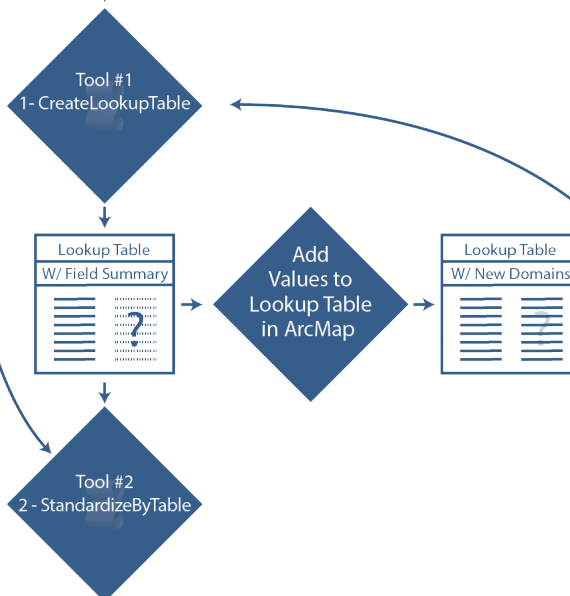 Tool #1
1- CreateLookupTable
Lookup Table
W/ Field Summary
?
Add
Values to
Lookup Table
in ArcMap
Lookup Table
W/ New Domains
?
Tool #2
2 - StandardizeByTable